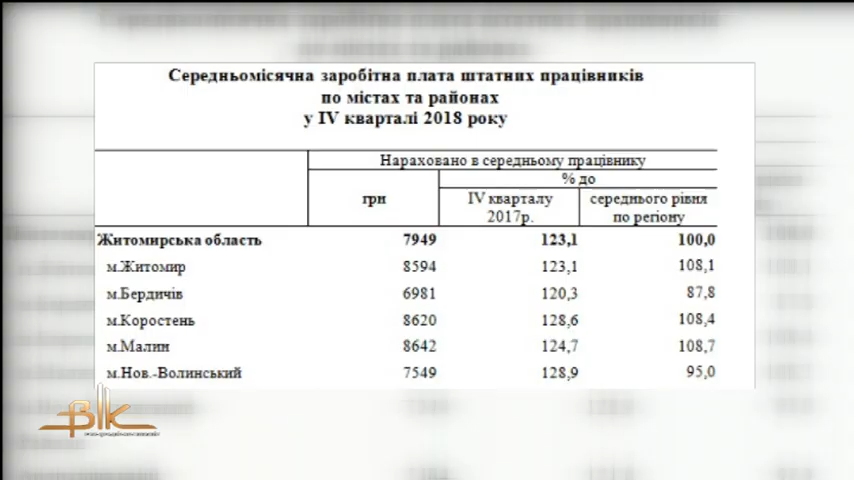 Середньомісячна заробітна плата штатних працівників
по містах та районах
у IV кварталі 2018 року
Нараховано в середньому працівнику
грн
% до
IV кварталу 2017р.
середнього рівня по регіону
Житомирська область 7949 123,1 100,0
м.Житомир 8594 123,1 108,1
м.Бердичів 6981 120,3 87,8
м.Коростень 8620 128,6 108,4
м.Малин 8642 124,7 108,7
м.Нов.-Волинський 7549 128,9 95,0
ВІК